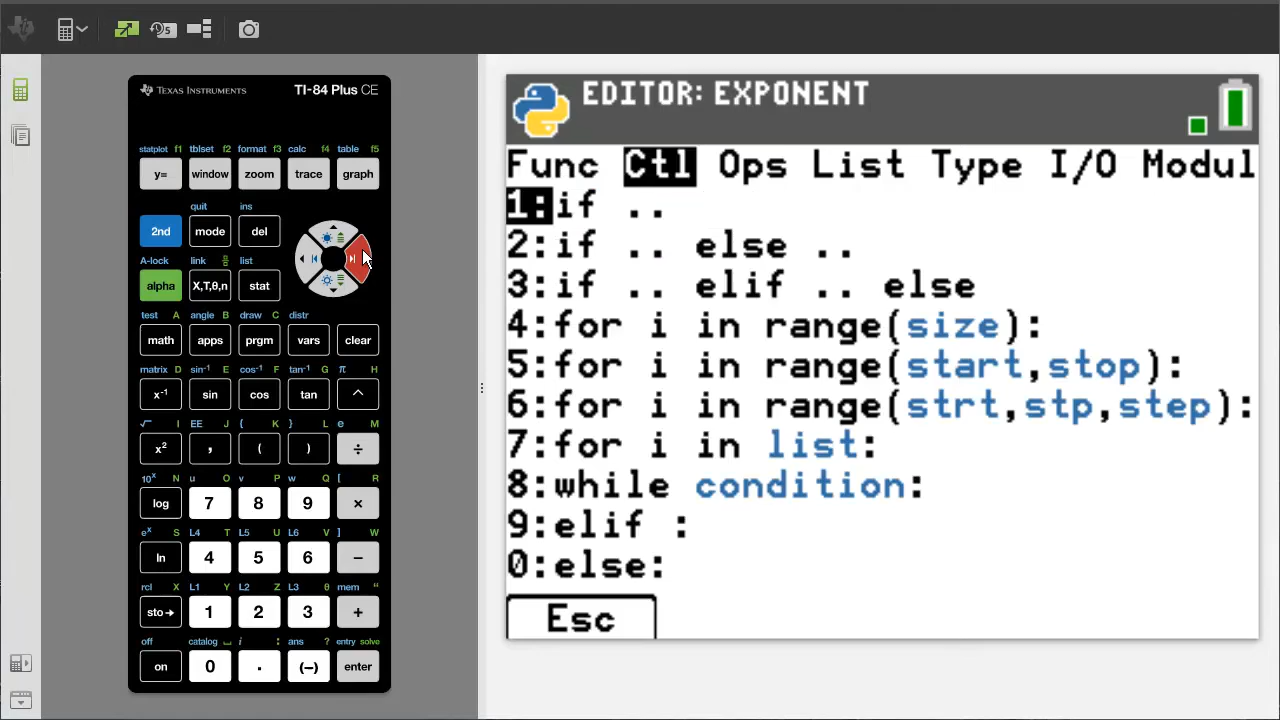 TEXAS INSTRUMENTS TI-84 Plus CE
statplot f1 tblset f2 format f3 calc f4 table f5
y= window zoom trace graph
quit ins
2nd mode del
A-lock link list
alpha X,T,θ,n stat
test A angle B draw C distr
math apps prgm vars clear
matrix D sin⁻¹ E cos⁻¹ F tan⁻¹ G π H
x⁻¹ sin cos tan ^
√ I EE J { K } L e M
x² , ( ) ÷
10ˣ N u O v P w Q [ R
log 7 8 9 ×
eˣ S L4 T L5 U L6 V ] W
ln 4 5 6 −
rcl X L1 Y L2 Z L3 θ mem "
sto→ 1 2 3 +
off catalog i : ans ? entry solve
on 0 . (−) enter
EDITOR: EXPONENT
Func Ctl Ops List Type I/O Modul
1:if ..
2:if .. else ..
3:if .. elif .. else
4:for i in range(size):
5:for i in range(start,stop):
6:for i in range(strt,stp,step):
7:for i in list:
8:while condition:
9:elif :
0:else:
Esc